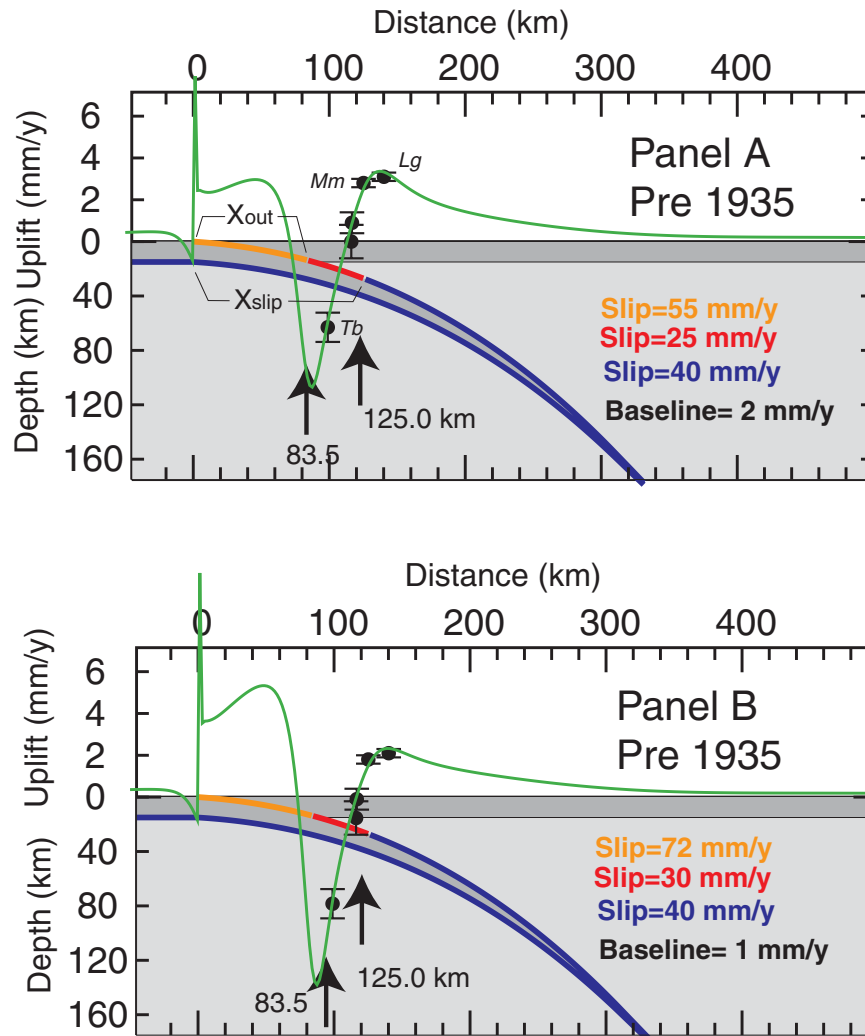 Distance (km)
0 100 200 300 400
6
4
2
0
40
80
120
160
Depth (km) Uplift (mm/y)
Panel A
Pre 1935
Mm
Lg
Xout
Xslip
Tb
Slip=55 mm/y
Slip=25 mm/y
Slip=40 mm/y
Baseline= 2 mm/y
125.0 km
83.5
Distance (km)
0 100 200 300 400
6
4
2
0
40
80
120
160
Uplift (mm/y)
Depth (km)
Panel B
Pre 1935
Slip=72 mm/y
Slip=30 mm/y
Slip=40 mm/y
Baseline= 1 mm/y
125.0 km
83.5